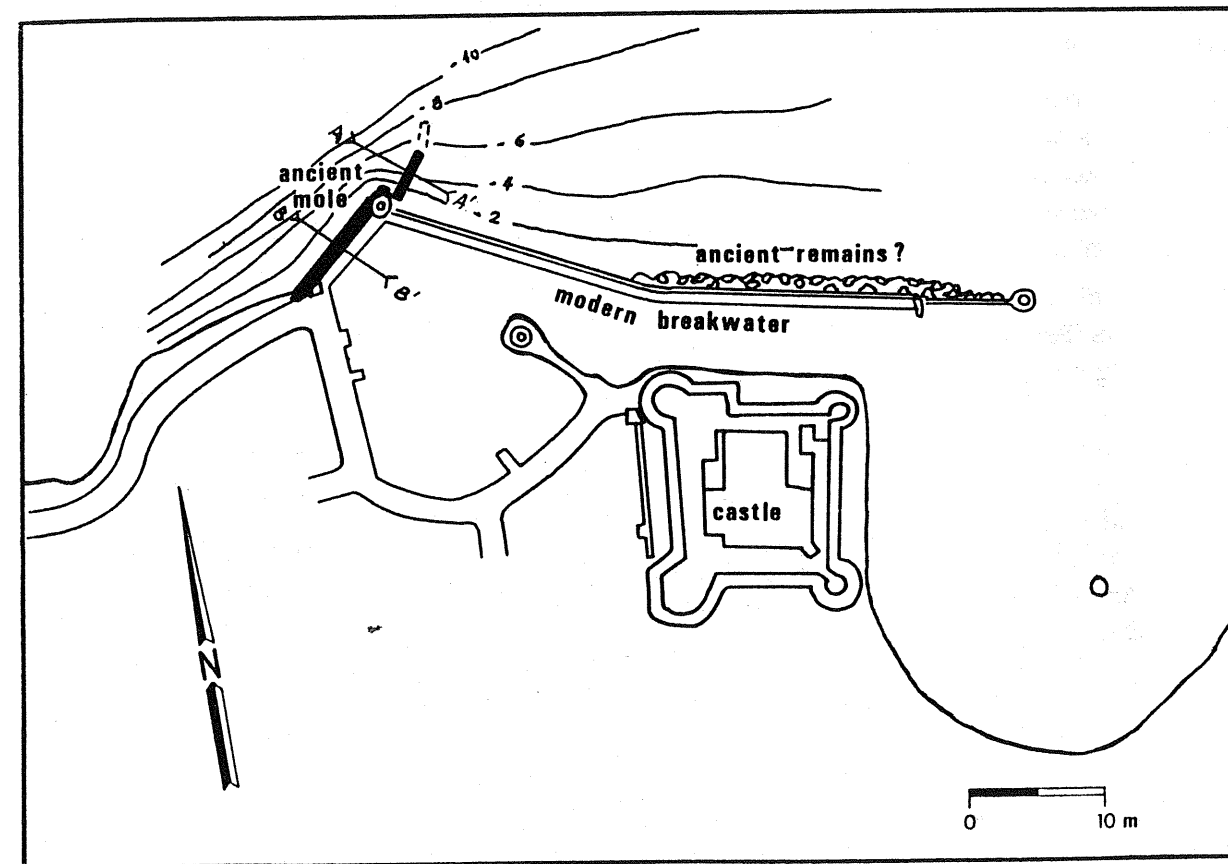 - 10
- 8
- 6
- 4
- 2
A
A'
ancient
mole
B
B'
ancient remains ?
modern breakwater
castle
N
0 10 m